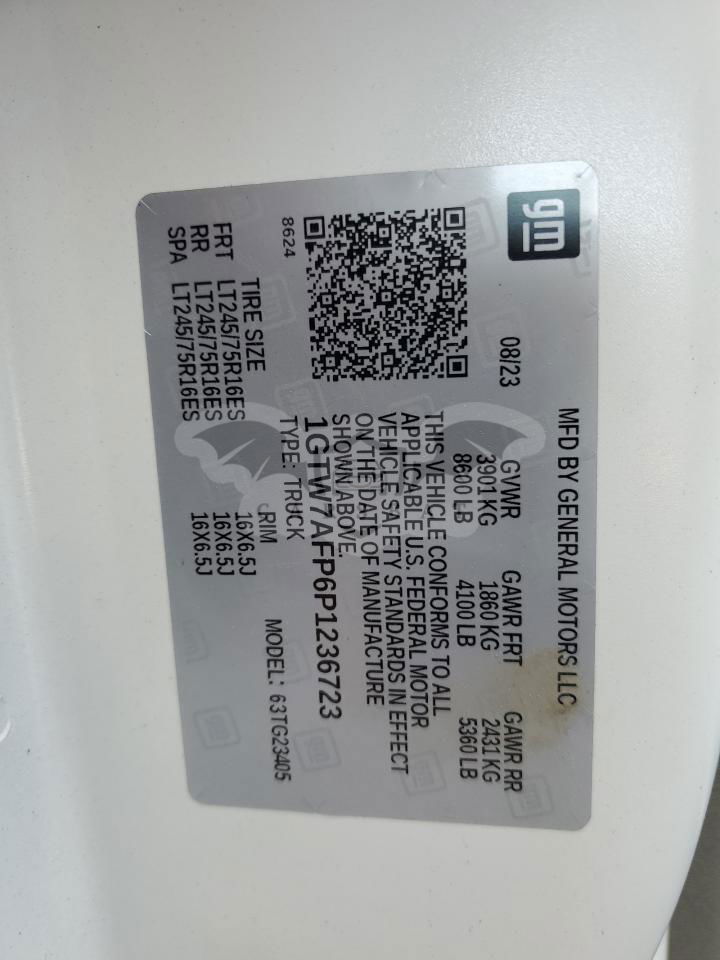 gm
MFD BY GENERAL MOTORS LLC
08/23
GVWR GAWR FRT GAWR RR
3901 KG 1860 KG 2431 KG
8600 LB 4100 LB 5360 LB
THIS VEHICLE CONFORMS TO ALL
APPLICABLE U.S. FEDERAL MOTOR
VEHICLE SAFETY STANDARDS IN EFFECT
ON THE DATE OF MANUFACTURE
SHOWN ABOVE.
1GTW7AFP6P1236723
8624
TYPE: TRUCK MODEL: 63TG23405
TIRE SIZE RIM
FRT LT245/75R16ES 16X6.5J
RR LT245/75R16ES 16X6.5J
SPA LT245/75R16ES 16X6.5J